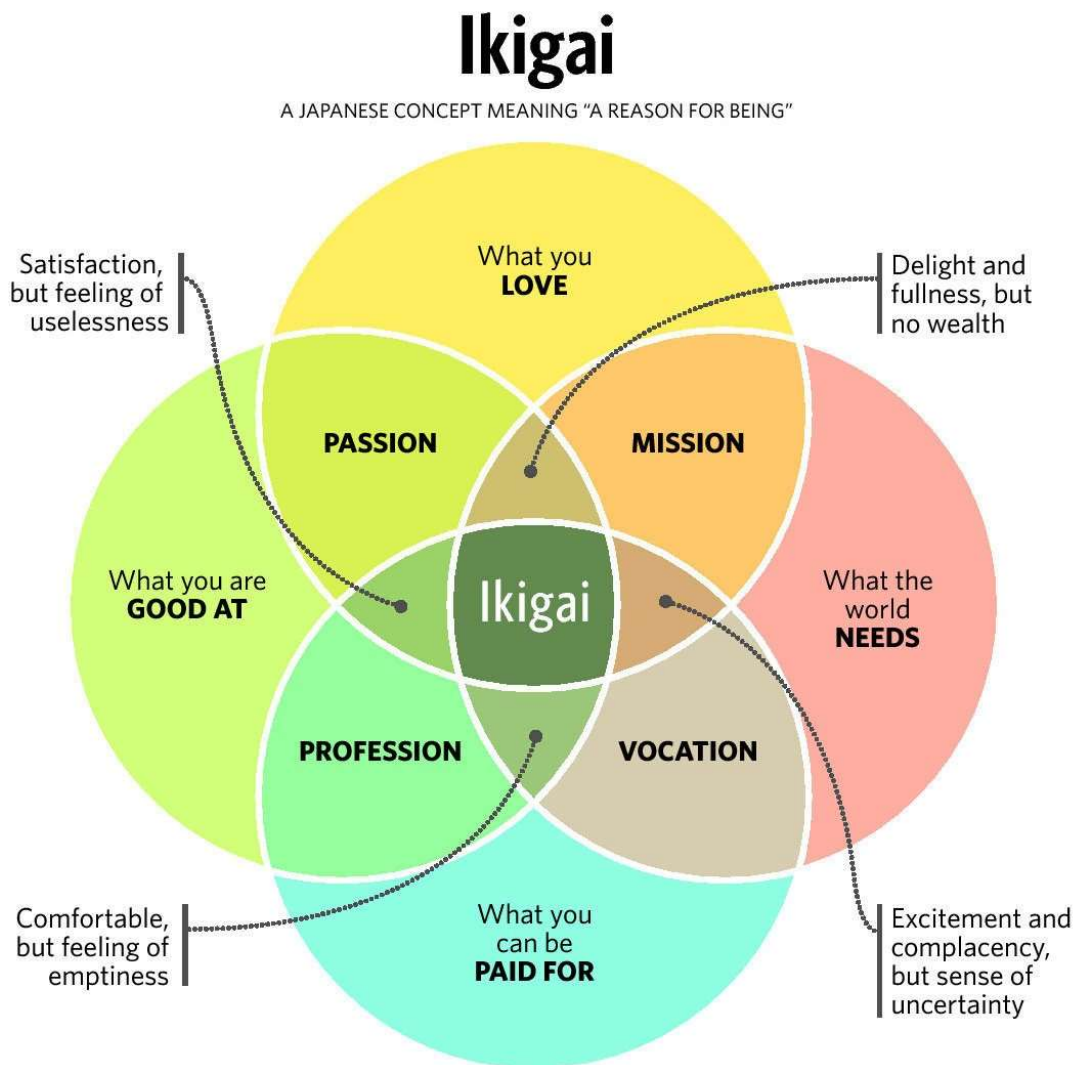 Ikigai
A JAPANESE CONCEPT MEANING “A REASON FOR BEING”
What you
LOVE
Satisfaction,
but feeling of
uselessness
Delight and
fullness, but
no wealth
PASSION
MISSION
What you are
GOOD AT
Ikigai
What the
world
NEEDS
PROFESSION
VOCATION
What you
can be
PAID FOR
Comfortable,
but feeling of
emptiness
Excitement and
complacency,
but sense of
uncertainty